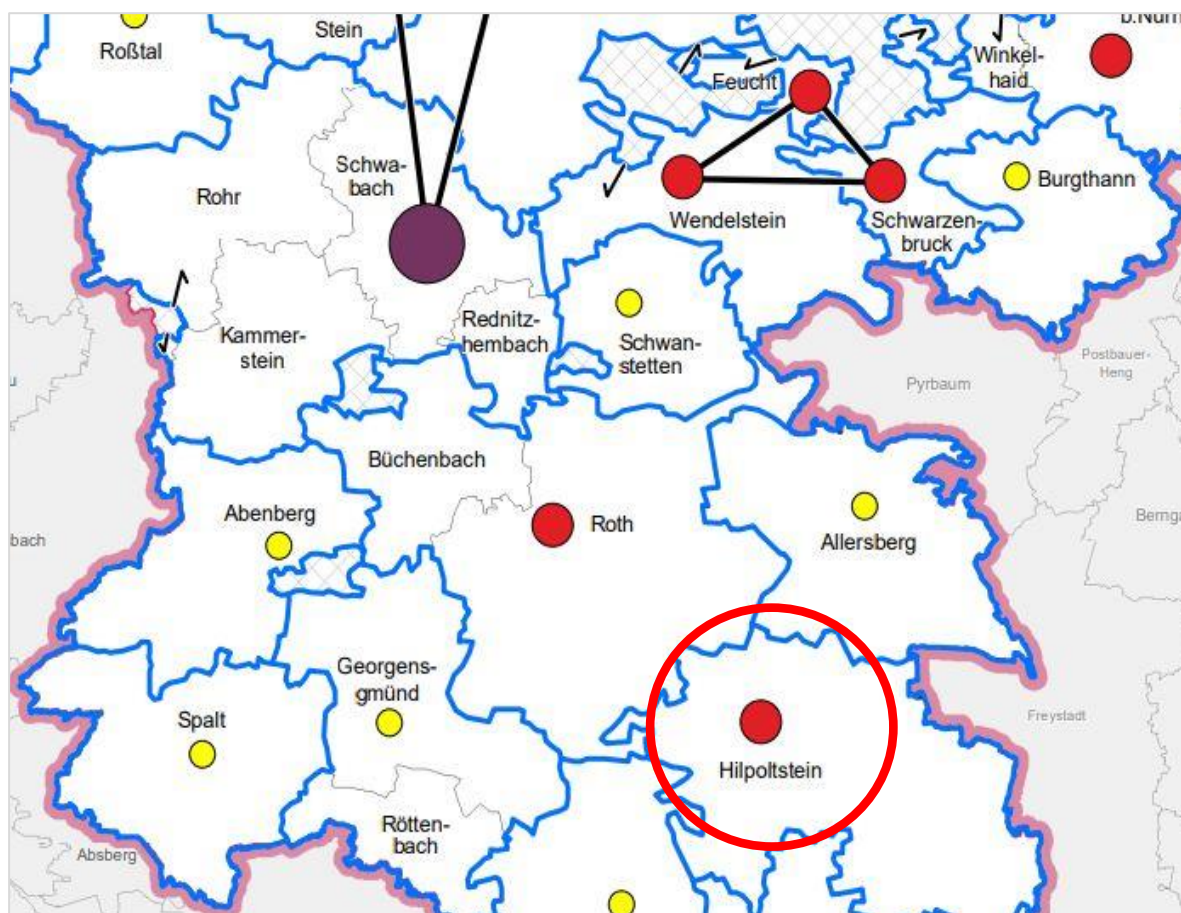 Stein
b.Nürn
Roßtal
Winkel-
haid
Feucht
Schwa-
bach
Rohr
Burgthann
Wendelstein
Schwarzen-
bruck
Rednitz-
hembach
Kammer-
stein
Schwan-
stetten
Postbauer-
Heng
Pyrbaum
u
Büchenbach
Abenberg
Roth
Allersberg
Bernga
bach
Georgens-
gmünd
Spalt
Freystadt
Hilpoltstein
Rötten-
bach
Absberg